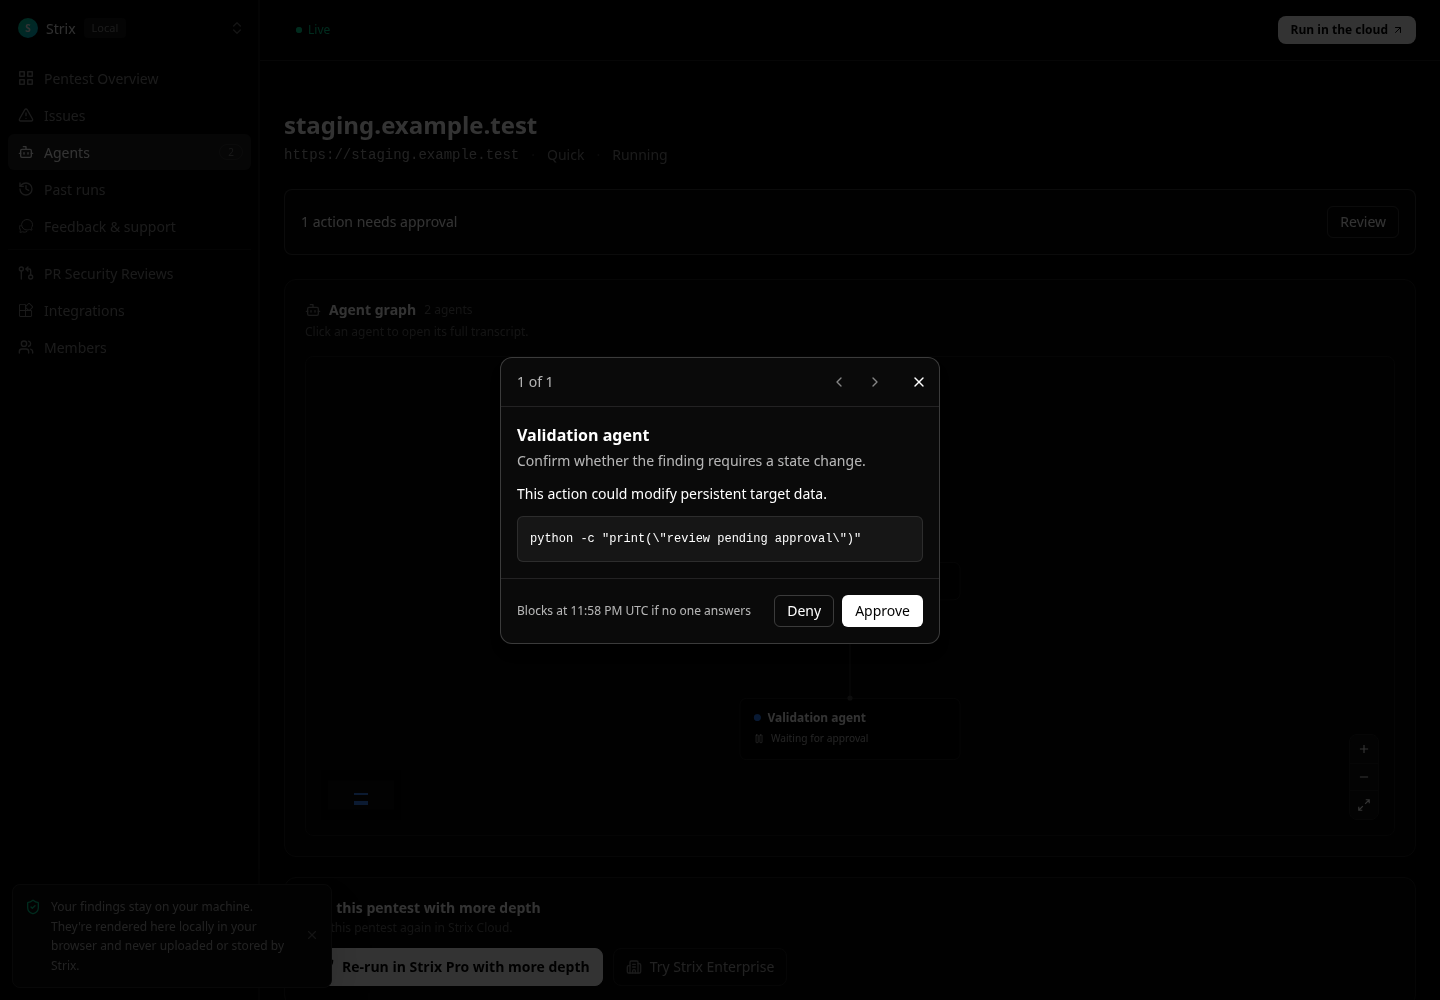 S Strix Local
Pentest Overview
Issues
Agents 2
Past runs
Feedback & support
PR Security Reviews
Integrations
Members
Live
Run in the cloud
staging.example.test
https://staging.example.test · Quick · Running
1 action needs approval
Review
Agent graph 2 agents
Click an agent to open its full transcript.
1 of 1
Validation agent
Confirm whether the finding requires a state change.
This action could modify persistent target data.
python -c "print(\"review pending approval\")"
Blocks at 11:58 PM UTC if no one answers
Deny
Approve
Validation agent
Waiting for approval
this pentest with more depth
this pentest again in Strix Cloud.
Re-run in Strix Pro with more depth
Try Strix Enterprise
Your findings stay on your machine.
They're rendered here locally in your
browser and never uploaded or stored by
Strix.